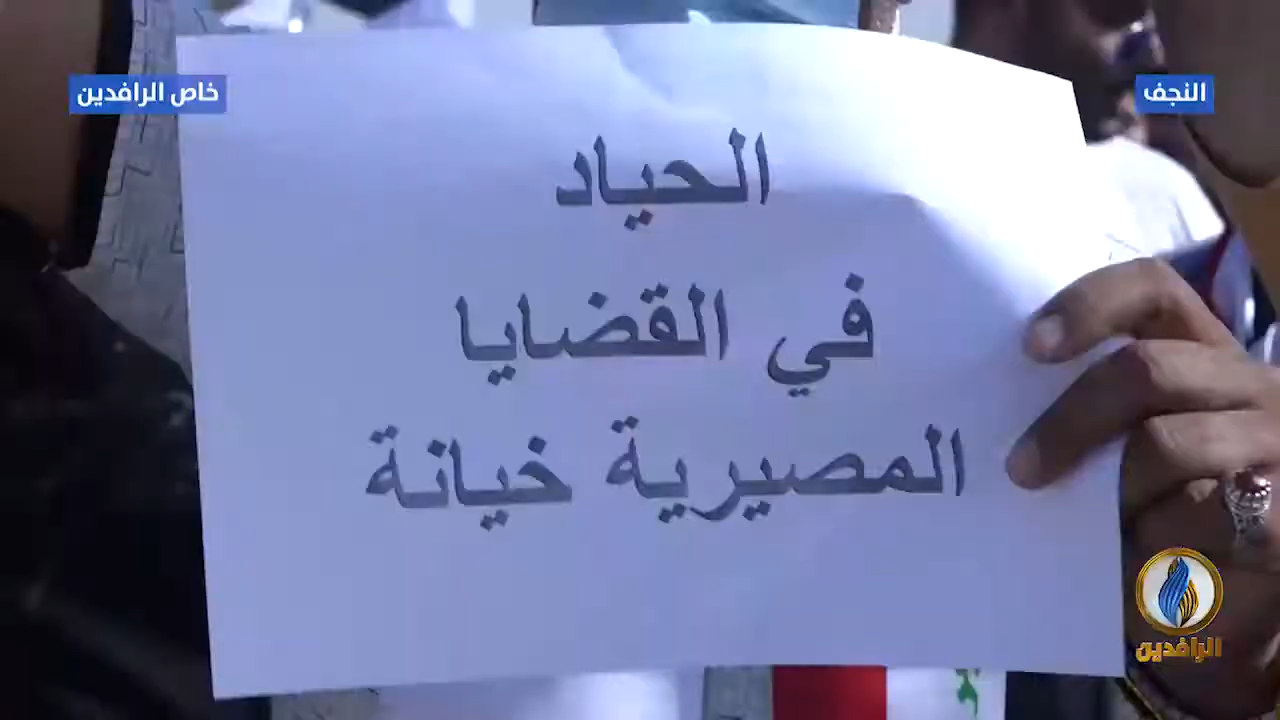 خاص الرافدين
النجف
الحياد
في القضايا
المصيرية خيانة
الرافدين